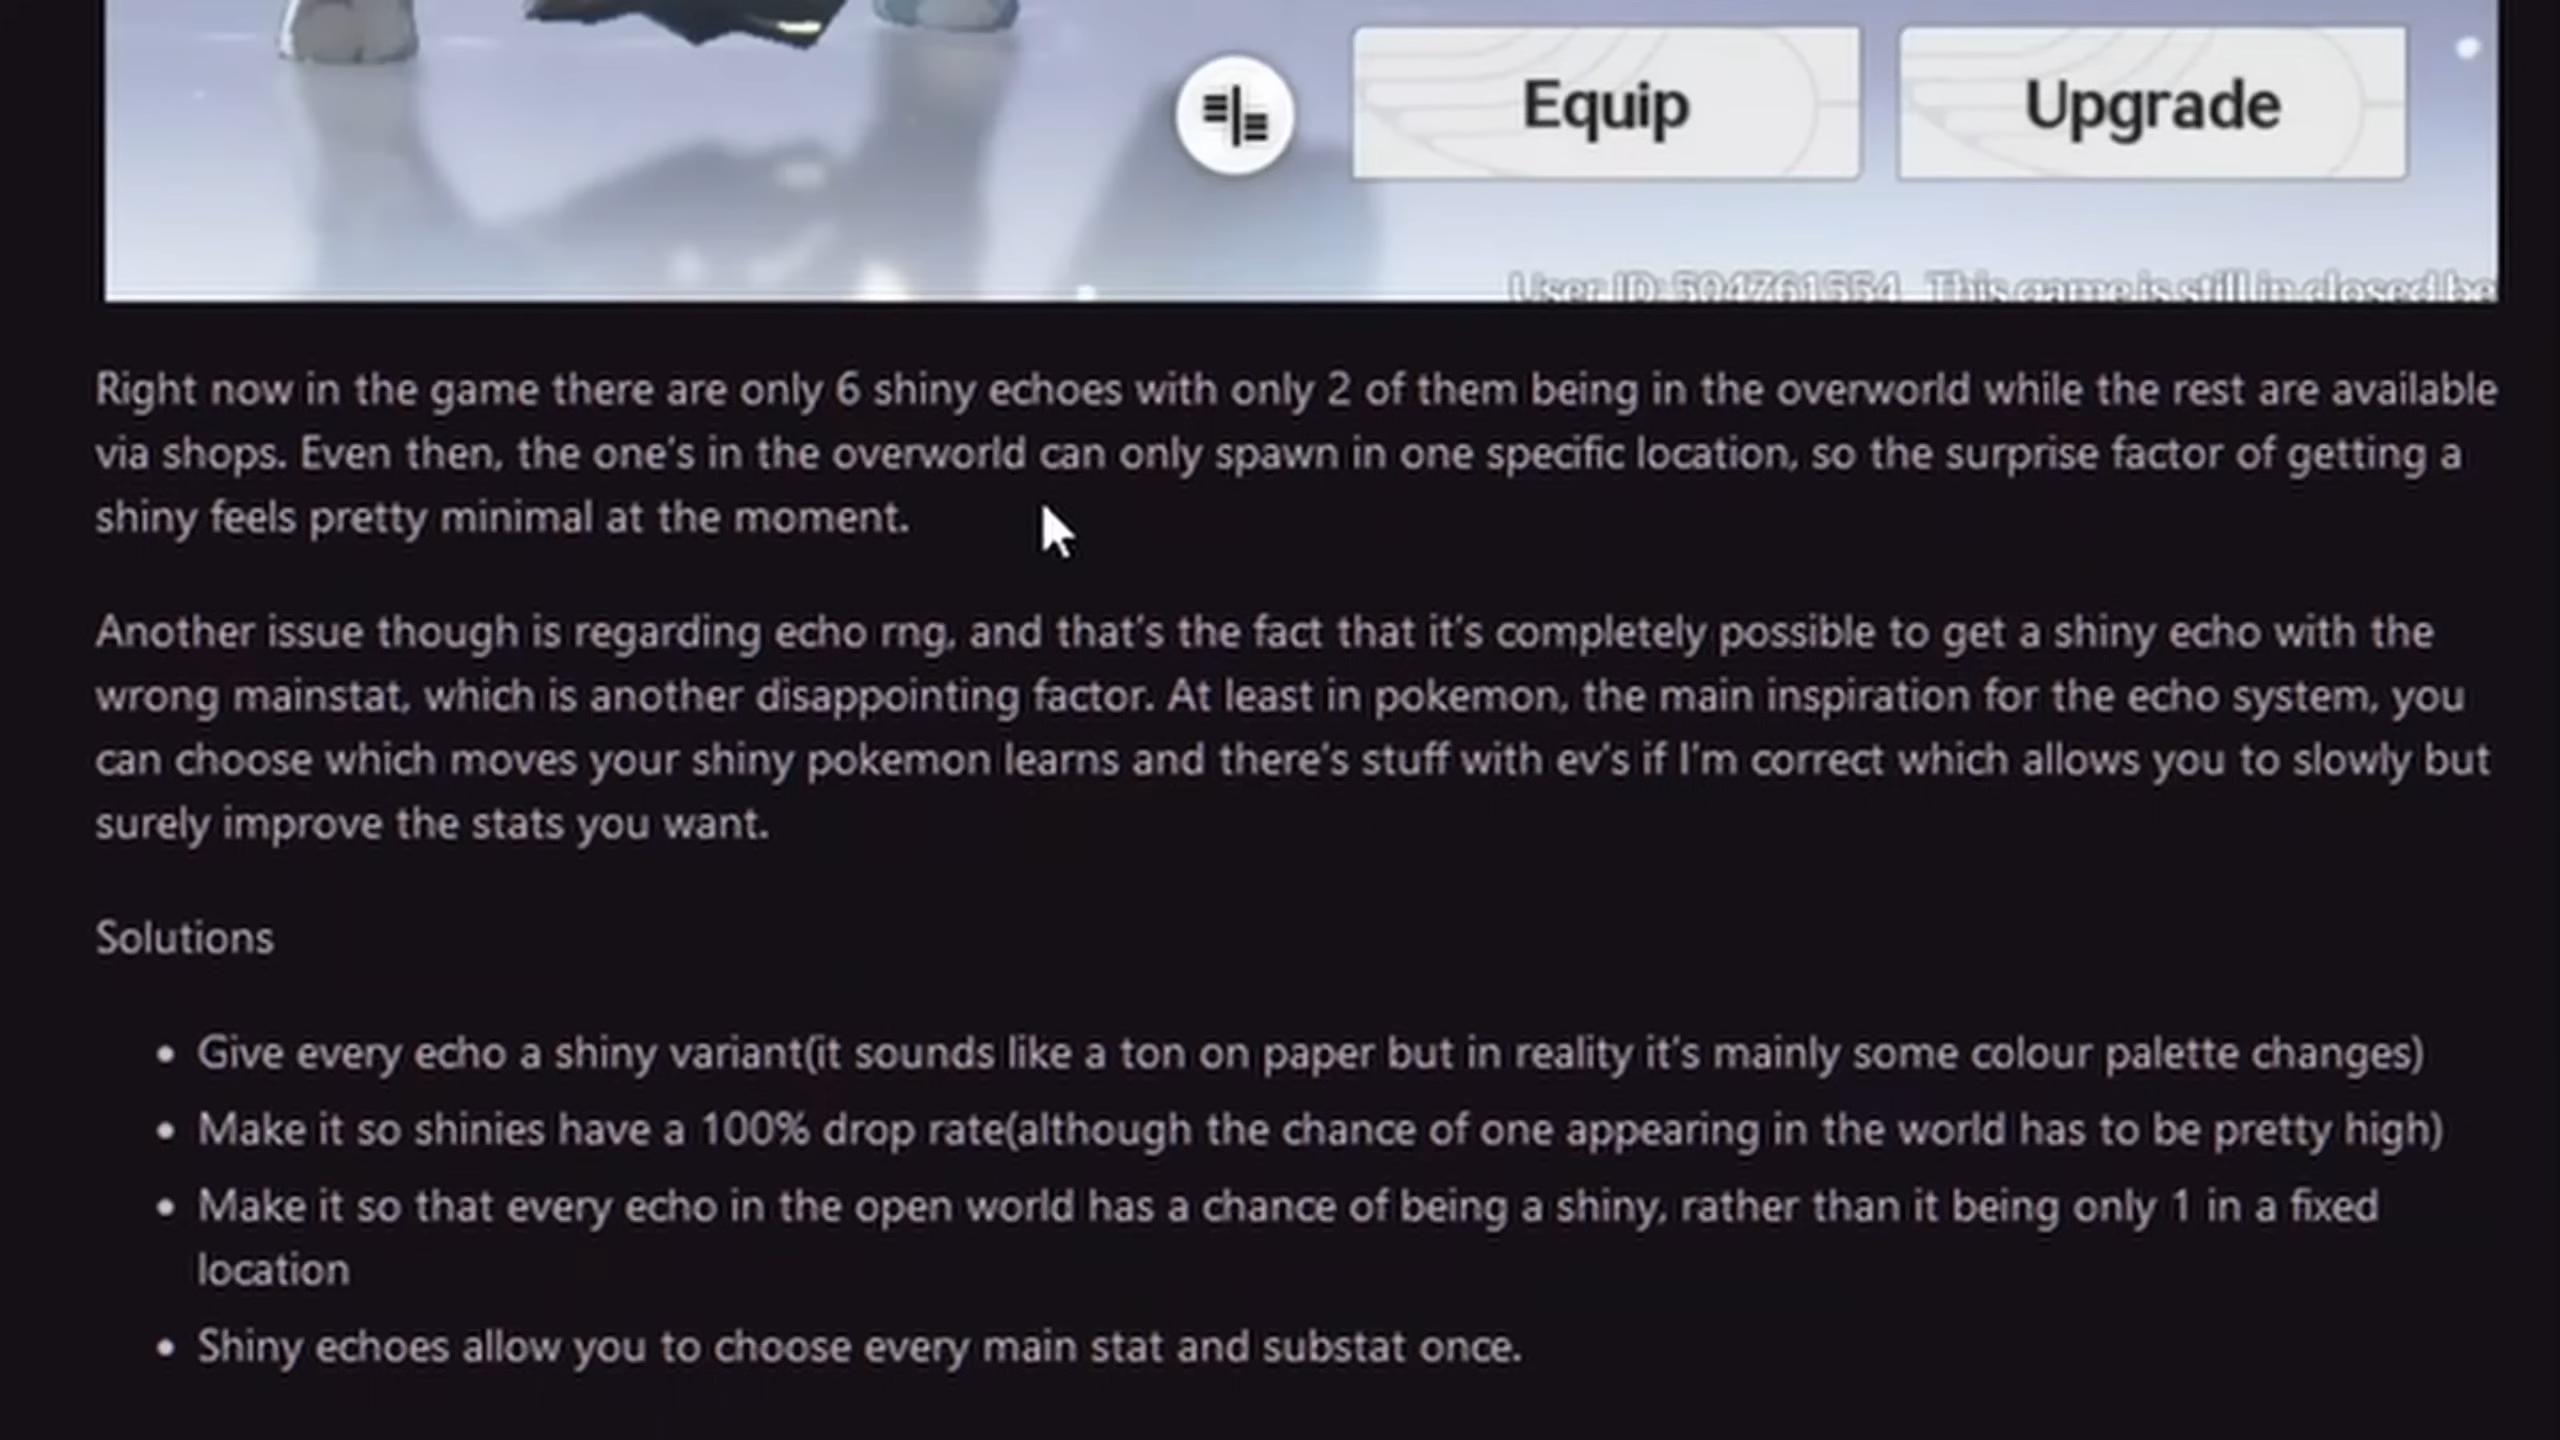 Equip
Upgrade
User ID: 504761554 This game is still in closed be
Right now in the game there are only 6 shiny echoes with only 2 of them being in the overworld while the rest are available
via shops. Even then, the one's in the overworld can only spawn in one specific location, so the surprise factor of getting a
shiny feels pretty minimal at the moment.
Another issue though is regarding echo rng, and that's the fact that it's completely possible to get a shiny echo with the
wrong mainstat, which is another disappointing factor. At least in pokemon, the main inspiration for the echo system, you
can choose which moves your shiny pokemon learns and there's stuff with ev's if I'm correct which allows you to slowly but
surely improve the stats you want.
Solutions
• Give every echo a shiny variant(it sounds like a ton on paper but in reality it's mainly some colour palette changes)
• Make it so shinies have a 100% drop rate(although the chance of one appearing in the world has to be pretty high)
• Make it so that every echo in the open world has a chance of being a shiny, rather than it being only 1 in a fixed
location
• Shiny echoes allow you to choose every main stat and substat once.